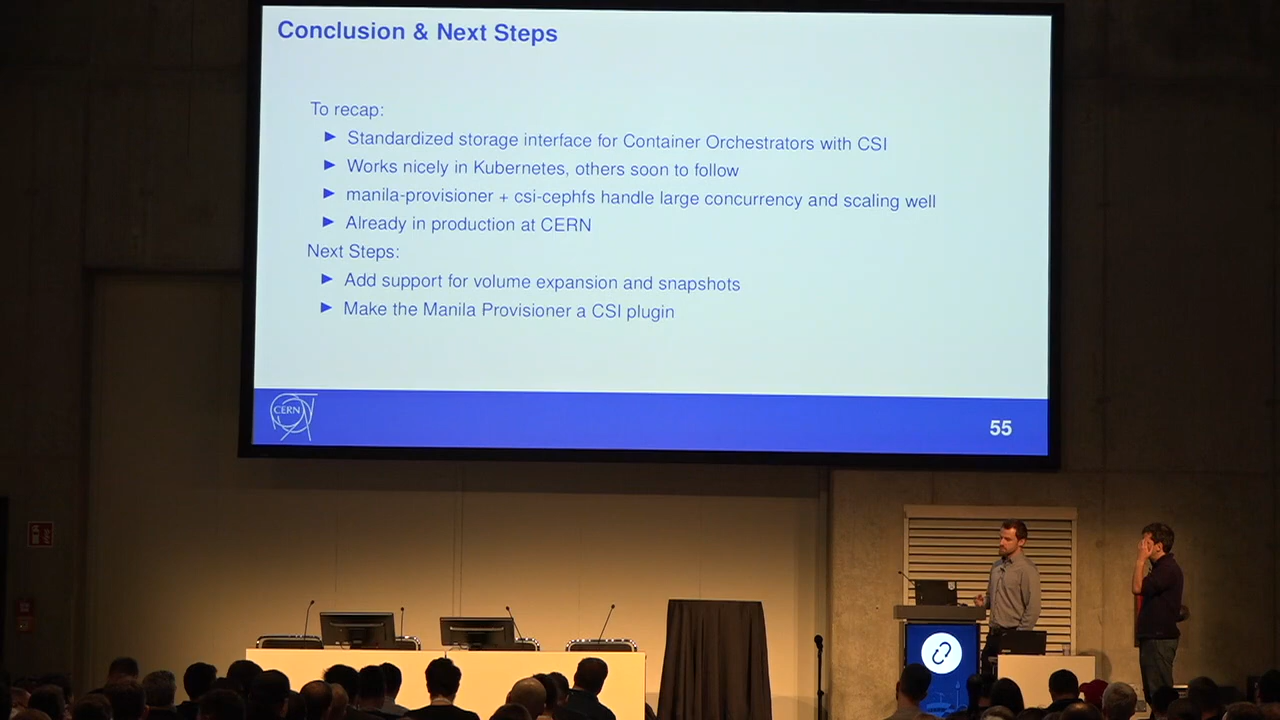 Conclusion & Next Steps
To recap:
Standardized storage interface for Container Orchestrators with CSI
Works nicely in Kubernetes, others soon to follow
manila-provisioner + csi-cephfs handle large concurrency and scaling well
Already in production at CERN
Next Steps:
Add support for volume expansion and snapshots
Make the Manila Provisioner a CSI plugin
CERN
55